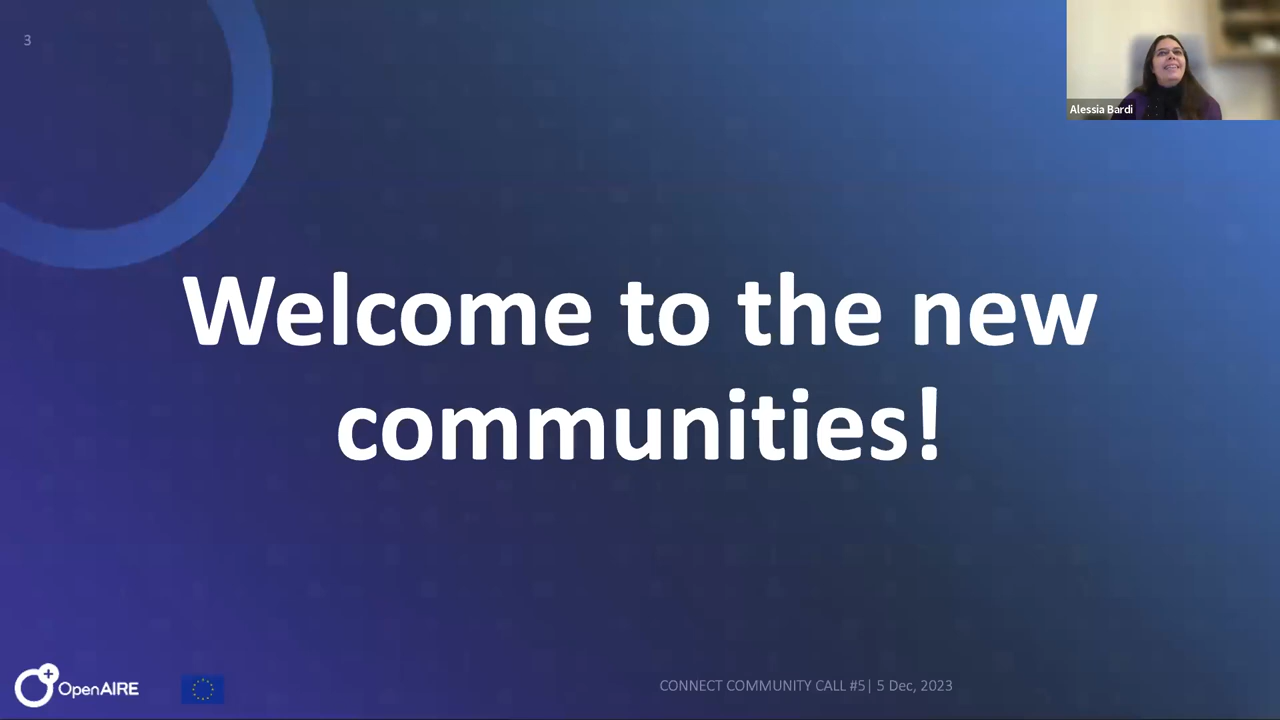 3
Alessia Bardi
Welcome to the new
communities!
OpenAIRE
CONNECT COMMUNITY CALL #5| 5 Dec, 2023